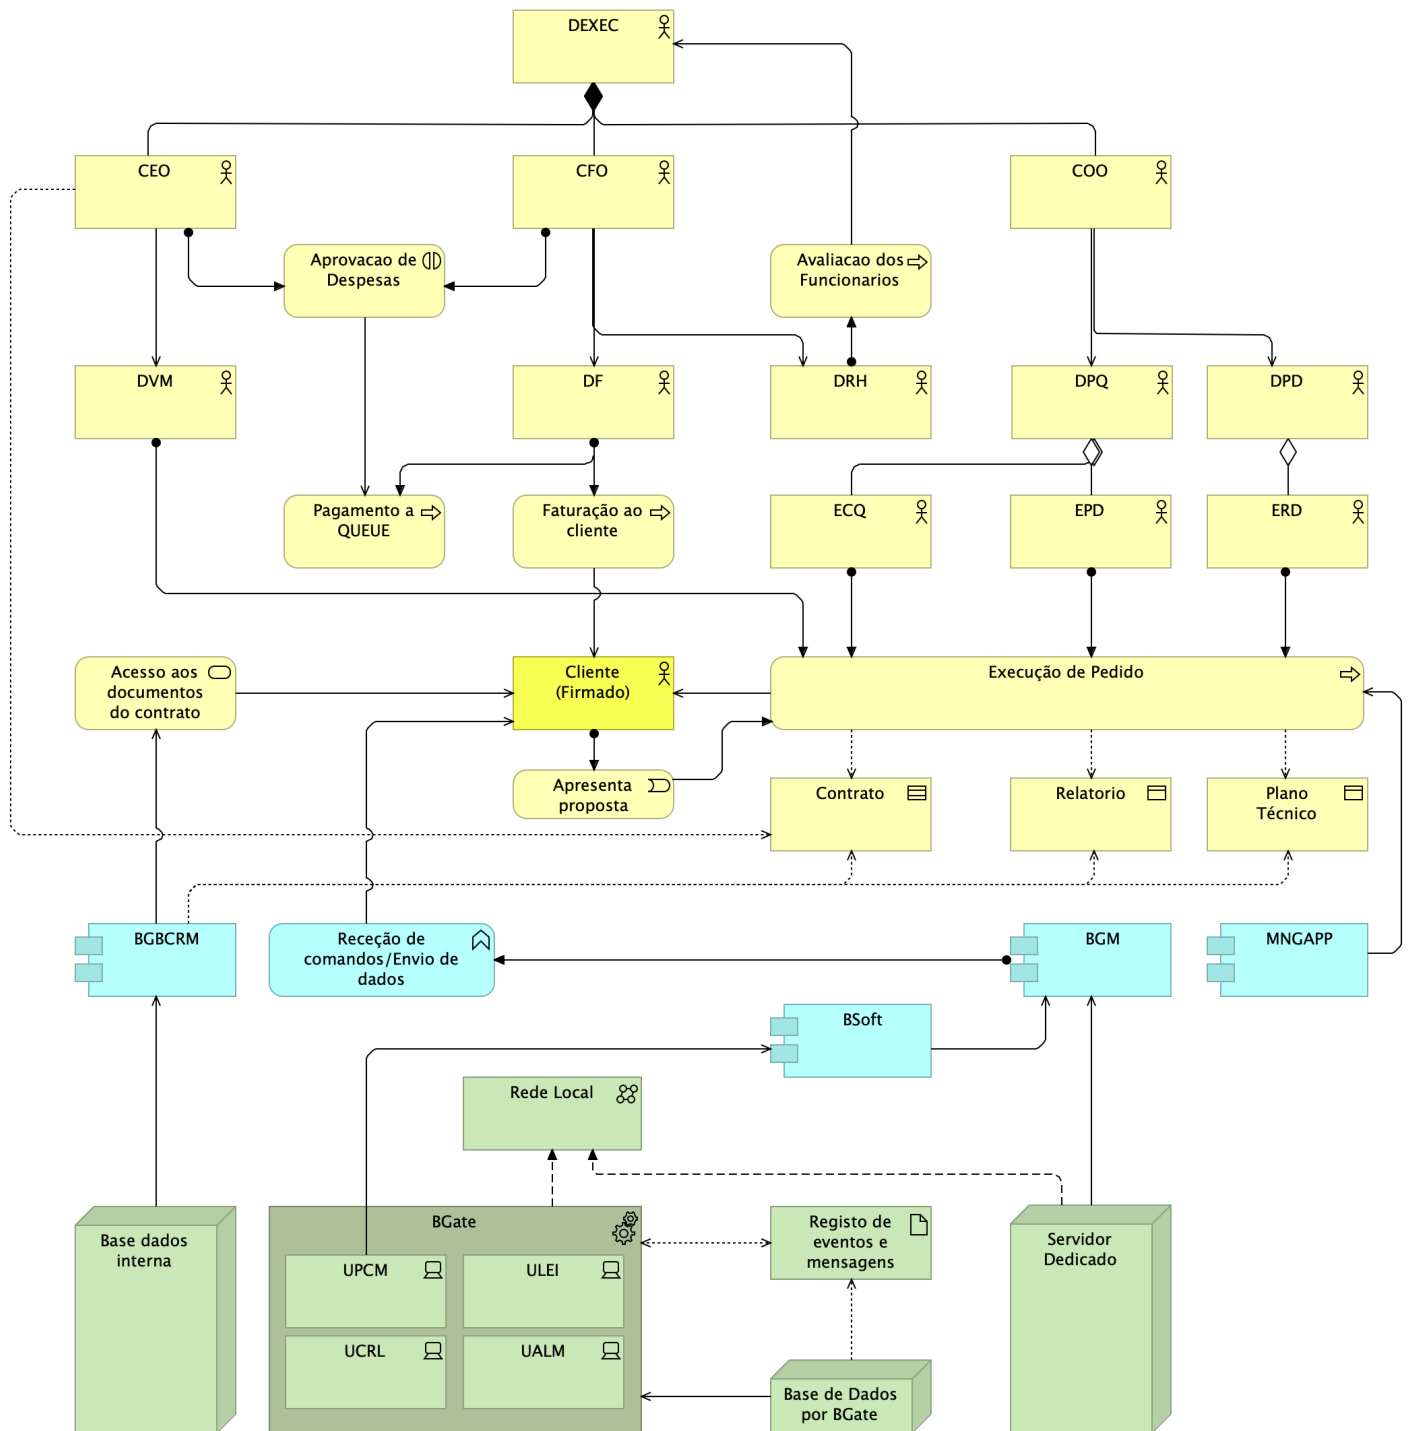 DEXEC
CEO
CFO
COO
Aprovacao de
Despesas
Avaliacao dos
Funcionarios
DVM
DF
DRH
DPQ
DPD
Pagamento a
QUEUE
Faturação ao
cliente
ECQ
EPD
ERD
Acesso aos
documentos
do contrato
Cliente
(Firmado)
Execução de Pedido
Apresenta
proposta
Contrato
Relatorio
Plano
Técnico
BGBCRM
Receção de
comandos/Envio de
dados
BGM
MNGAPP
BSoft
Rede Local
Base dados
interna
BGate
UPCM
ULEI
UCRL
UALM
Registo de
eventos e
mensagens
Base de Dados
por BGate
Servidor
Dedicado